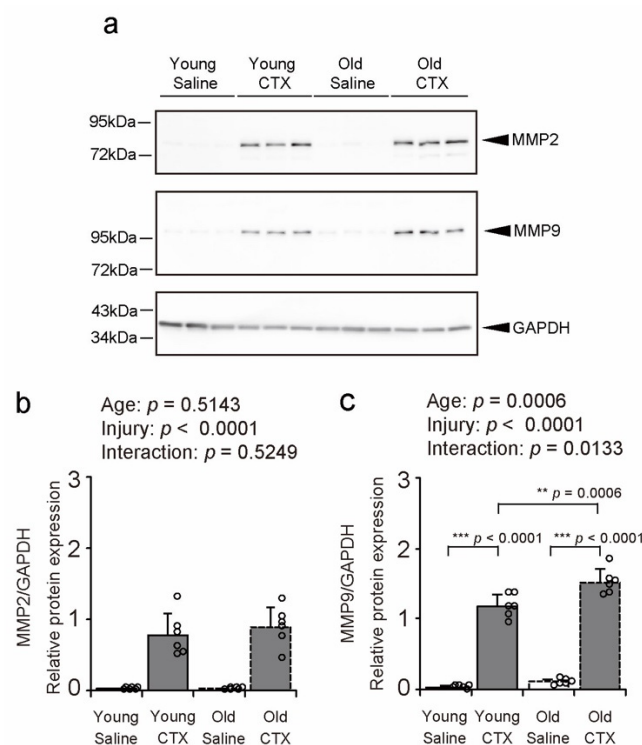 a
Young Saline
Young CTX
Old Saline
Old CTX
95kDa
72kDa
MMP2
95kDa
72kDa
MMP9
43kDa
34kDa
GAPDH
b
Age: p = 0.5143
Injury: p < 0.0001
Interaction: p = 0.5249
MMP2/GAPDH
Relative protein expression
3
2
1
0
Young Saline
Young CTX
Old Saline
Old CTX
c
Age: p = 0.0006
Injury: p < 0.0001
Interaction: p = 0.0133
MMP9/GAPDH
Relative protein expression
3
2
1
0
** p = 0.0006
*** p < 0.0001
*** p < 0.0001
Young Saline
Young CTX
Old Saline
Old CTX